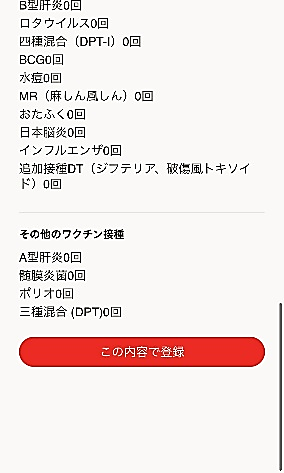 B型肝炎0回
ロタウイルス0回
四種混合（DPT-I）0回
BCG0回
水痘0回
MR（麻しん風しん）0回
おたふく0回
日本脳炎0回
インフルエンザ0回
追加接種DT（ジフテリア、破傷風トキソイ
ド）0回
その他のワクチン接種
A型肝炎0回
髄膜炎菌0回
ポリオ0回
三種混合 (DPT)0回
この内容で登録